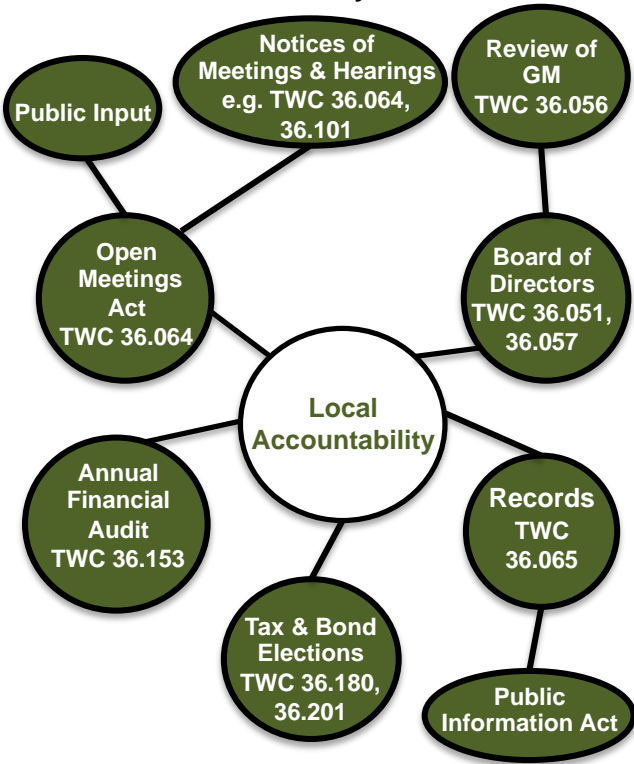 Notices of
Meetings & Hearings
e.g. TWC 36.064,
36.101
Review of
GM
TWC 36.056
Public Input
Open
Meetings
Act
TWC 36.064
Board of
Directors
TWC 36.051,
36.057
Local
Accountability
Annual
Financial
Audit
TWC 36.153
Records
TWC
36.065
Tax & Bond
Elections
TWC 36.180,
36.201
Public
Information Act